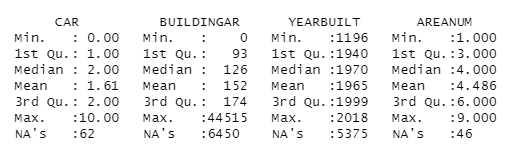 CAR BUILDINGAR YEARBUILT AREANUM
Min. : 0.00 Min. : 0 Min. :1196 Min. :1.000
1st Qu.: 1.00 1st Qu.: 93 1st Qu.:1940 1st Qu.:3.000
Median : 2.00 Median : 126 Median :1970 Median :4.000
Mean : 1.61 Mean : 152 Mean :1965 Mean :4.486
3rd Qu.: 2.00 3rd Qu.: 174 3rd Qu.:1999 3rd Qu.:6.000
Max. :10.00 Max. :44515 Max. :2018 Max. :9.000
NA's :62 NA's :6450 NA's :5375 NA's :46